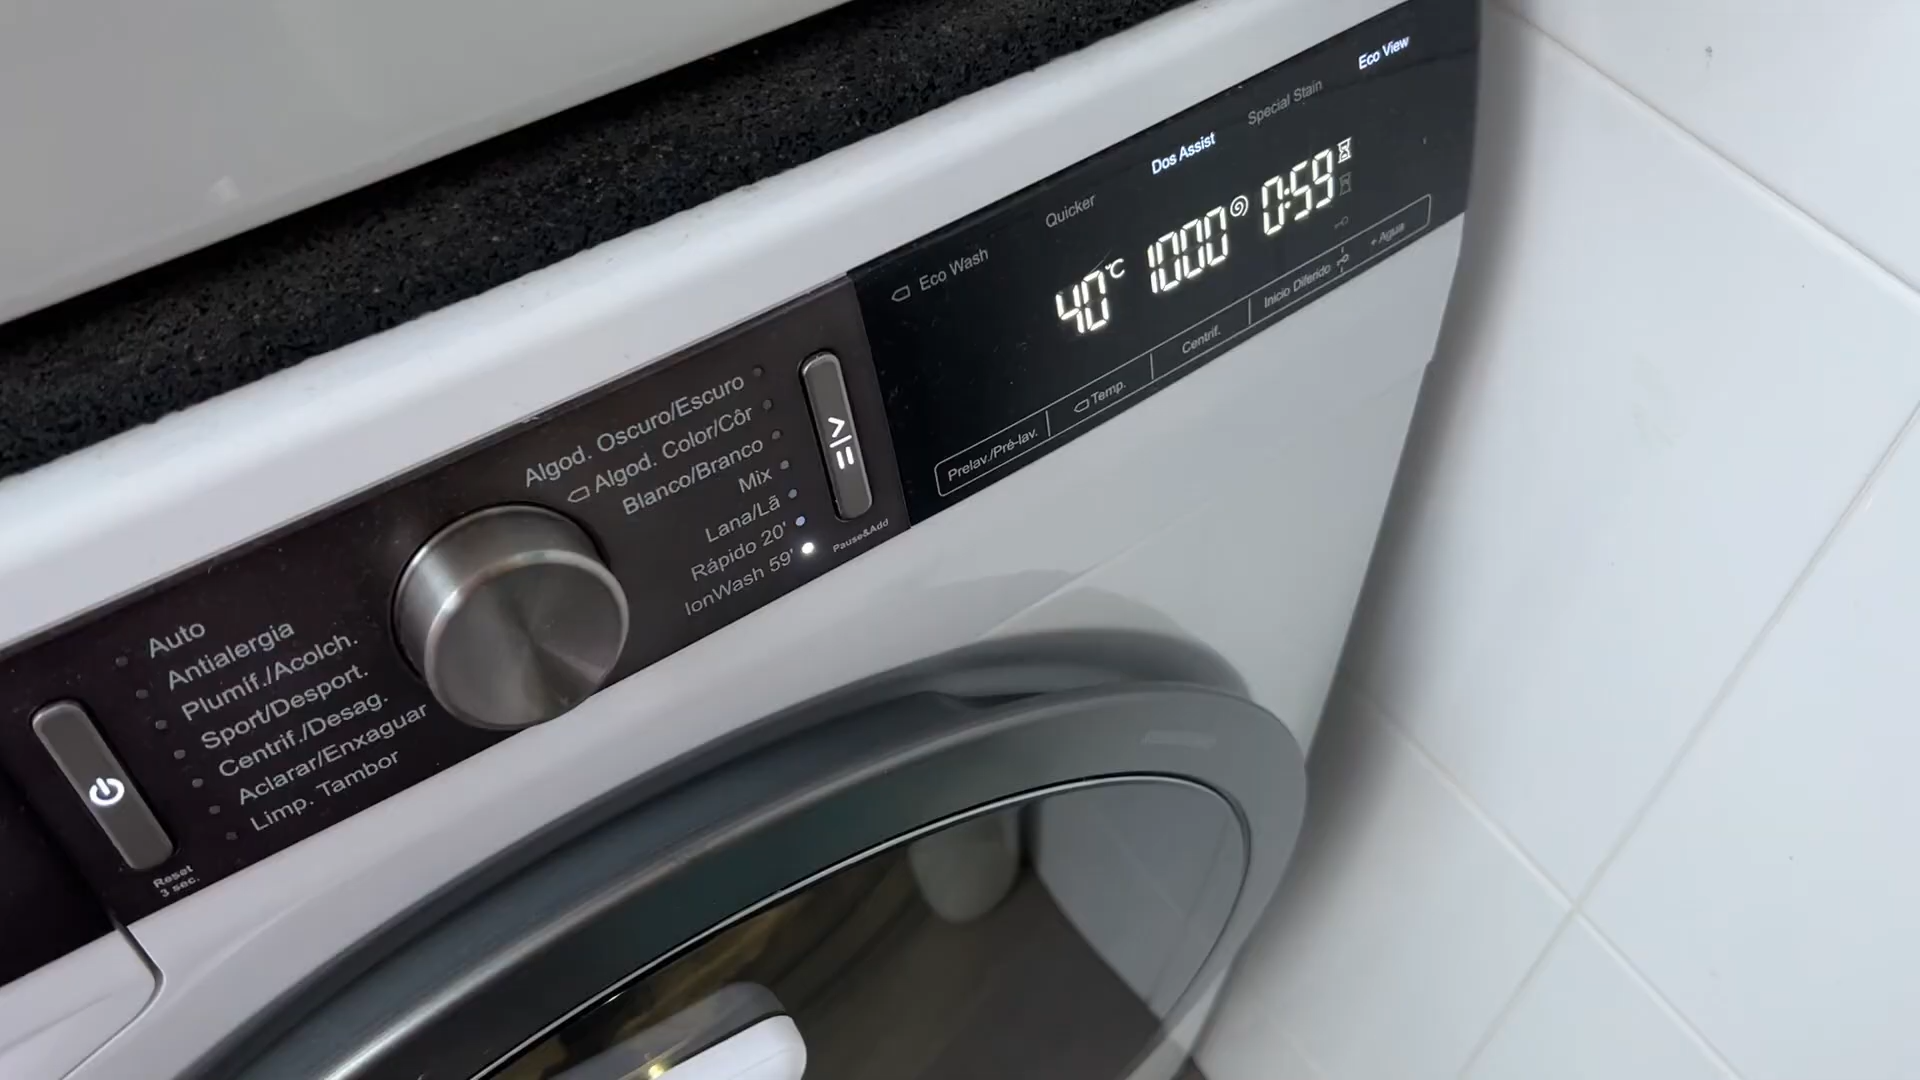 Auto
Antialergia
Plumif./Acolch.
Sport/Desport.
Centrif./Desag.
Aclarar/Enxaguar
Limp. Tambor
Reset
3 sec.
Algod. Oscuro/Escuro
Algod. Color/Côr
Blanco/Branco
Mix
Lana/Lã
Rápido 20'
IonWash 59'
Pause&Add
Eco Wash
Quicker
Dos Assist
Special Stain
Eco View
40°C 1000 0:59
Prelav./Pré-lav.
Temp.
Centrif.
Inicio Diferido
+ Agua